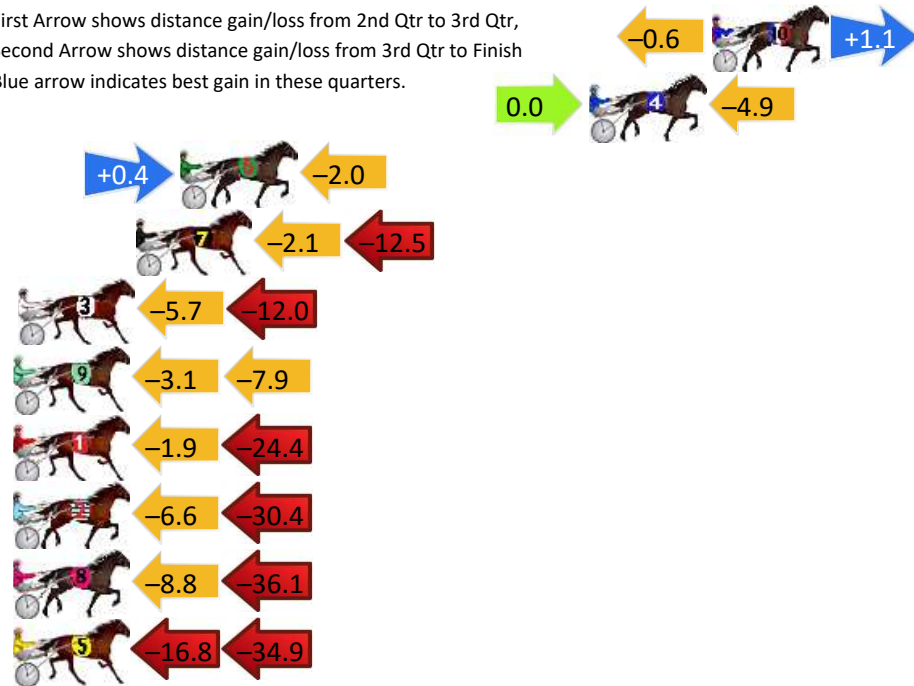 irst Arrow shows distance gain/loss from 2nd Qtr to 3rd Qtr,
econd Arrow shows distance gain/loss from 3rd Qtr to Finish
Blue arrow indicates best gain in these quarters.
–0.6 10 +1.1
0.0 4 –4.9
+0.4 6 –2.0
7 –2.1 –12.5
3 –5.7 –12.0
9 –3.1 –7.9
1 –1.9 –24.4
2 –6.6 –30.4
8 –8.8 –36.1
5 –16.8 –34.9